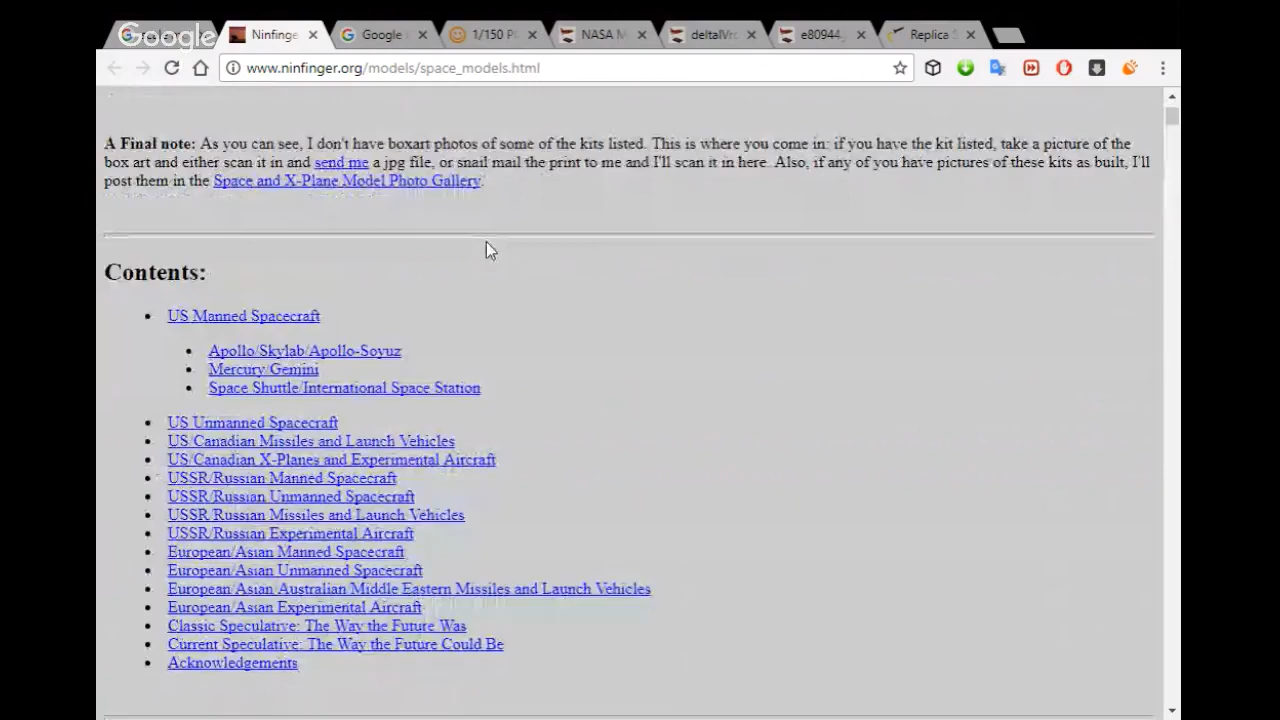 Google
Ninfinge
Google
1/150 P
NASA M
deltaIVr
e80944
Replica
www.ninfinger.org/models/space_models.html
A Final note: As you can see, I don't have boxart photos of some of the kits listed. This is where you come in: if you have the kit listed, take a picture of the
box art and either scan it in and send me a jpg file, or snail mail the print to me and I'll scan it in here. Also, if any of you have pictures of these kits as built, I'll
post them in the Space and X-Plane Model Photo Gallery.
Contents:
US Manned Spacecraft
Apollo/Skylab/Apollo-Soyuz
Mercury/Gemini
Space Shuttle/International Space Station
US Unmanned Spacecraft
US/Canadian Missiles and Launch Vehicles
US/Canadian X-Planes and Experimental Aircraft
USSR/Russian Manned Spacecraft
USSR/Russian Unmanned Spacecraft
USSR/Russian Missiles and Launch Vehicles
USSR/Russian Experimental Aircraft
European/Asian Manned Spacecraft
European/Asian Unmanned Spacecraft
European/Asian/Australian/Middle Eastern Missiles and Launch Vehicles
European/Asian Experimental Aircraft
Classic Speculative: The Way the Future Was
Current Speculative: The Way the Future Could Be
Acknowledgements